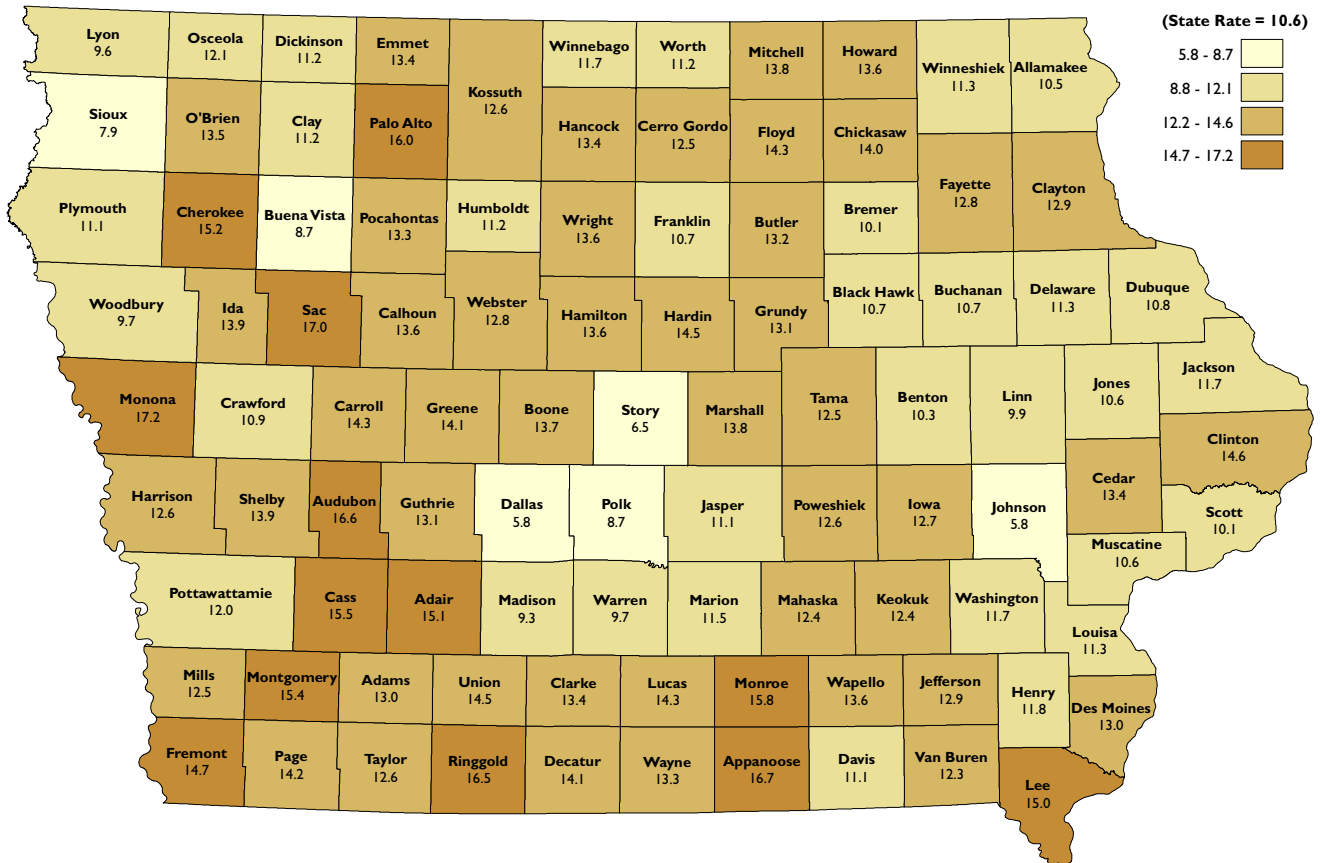 (State Rate = 10.6)
5.8 - 8.7
8.8 - 12.1
12.2 - 14.6
14.7 - 17.2
Lyon
9.6
Osceola
12.1
Dickinson
11.2
Emmet
13.4
Kossuth
12.6
Winnebago
11.7
Worth
11.2
Mitchell
13.8
Howard
13.6
Winneshiek
11.3
Allamakee
10.5
Sioux
7.9
O'Brien
13.5
Clay
11.2
Palo Alto
16.0
Hancock
13.4
Cerro Gordo
12.5
Floyd
14.3
Chickasaw
14.0
Fayette
12.8
Clayton
12.9
Plymouth
11.1
Cherokee
15.2
Buena Vista
8.7
Pocahontas
13.3
Humboldt
11.2
Wright
13.6
Franklin
10.7
Butler
13.2
Bremer
10.1
Woodbury
9.7
Ida
13.9
Sac
17.0
Calhoun
13.6
Webster
12.8
Hamilton
13.6
Hardin
14.5
Grundy
13.1
Black Hawk
10.7
Buchanan
10.7
Delaware
11.3
Dubuque
10.8
Monona
17.2
Crawford
10.9
Carroll
14.3
Greene
14.1
Boone
13.7
Story
6.5
Marshall
13.8
Tama
12.5
Benton
10.3
Linn
9.9
Jones
10.6
Jackson
11.7
Clinton
14.6
Harrison
12.6
Shelby
13.9
Audubon
16.6
Guthrie
13.1
Dallas
5.8
Polk
8.7
Jasper
11.1
Poweshiek
12.6
Iowa
12.7
Johnson
5.8
Cedar
13.4
Scott
10.1
Muscatine
10.6
Pottawattamie
12.0
Cass
15.5
Adair
15.1
Madison
9.3
Warren
9.7
Marion
11.5
Mahaska
12.4
Keokuk
12.4
Washington
11.7
Louisa
11.3
Mills
12.5
Montgomery
15.4
Adams
13.0
Union
14.5
Clarke
13.4
Lucas
14.3
Monroe
15.8
Wapello
13.6
Jefferson
12.9
Henry
11.8
Des Moines
13.0
Fremont
14.7
Page
14.2
Taylor
12.6
Ringgold
16.5
Decatur
14.1
Wayne
13.3
Appanoose
16.7
Davis
11.1
Van Buren
12.3
Lee
15.0